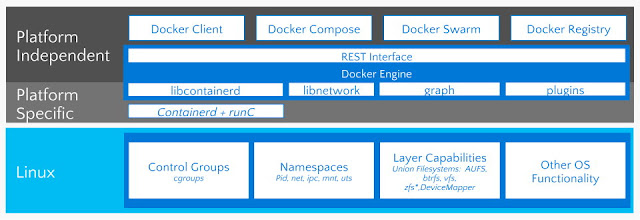 Platform
Independent
Docker Client
Docker Compose
Docker Swarm
Docker Registry
REST Interface
Docker Engine
libcontainerd
libnetwork
graph
plugins
Platform
Specific
Containerd + runC
Linux
Control Groups
cgroups
Namespaces
Pid, net, ipc, mnt, uts
Layer Capabilities
Union Filesystems: AUFS,
btrfs, vfs,
zfs*,DeviceMapper
Other OS
Functionality